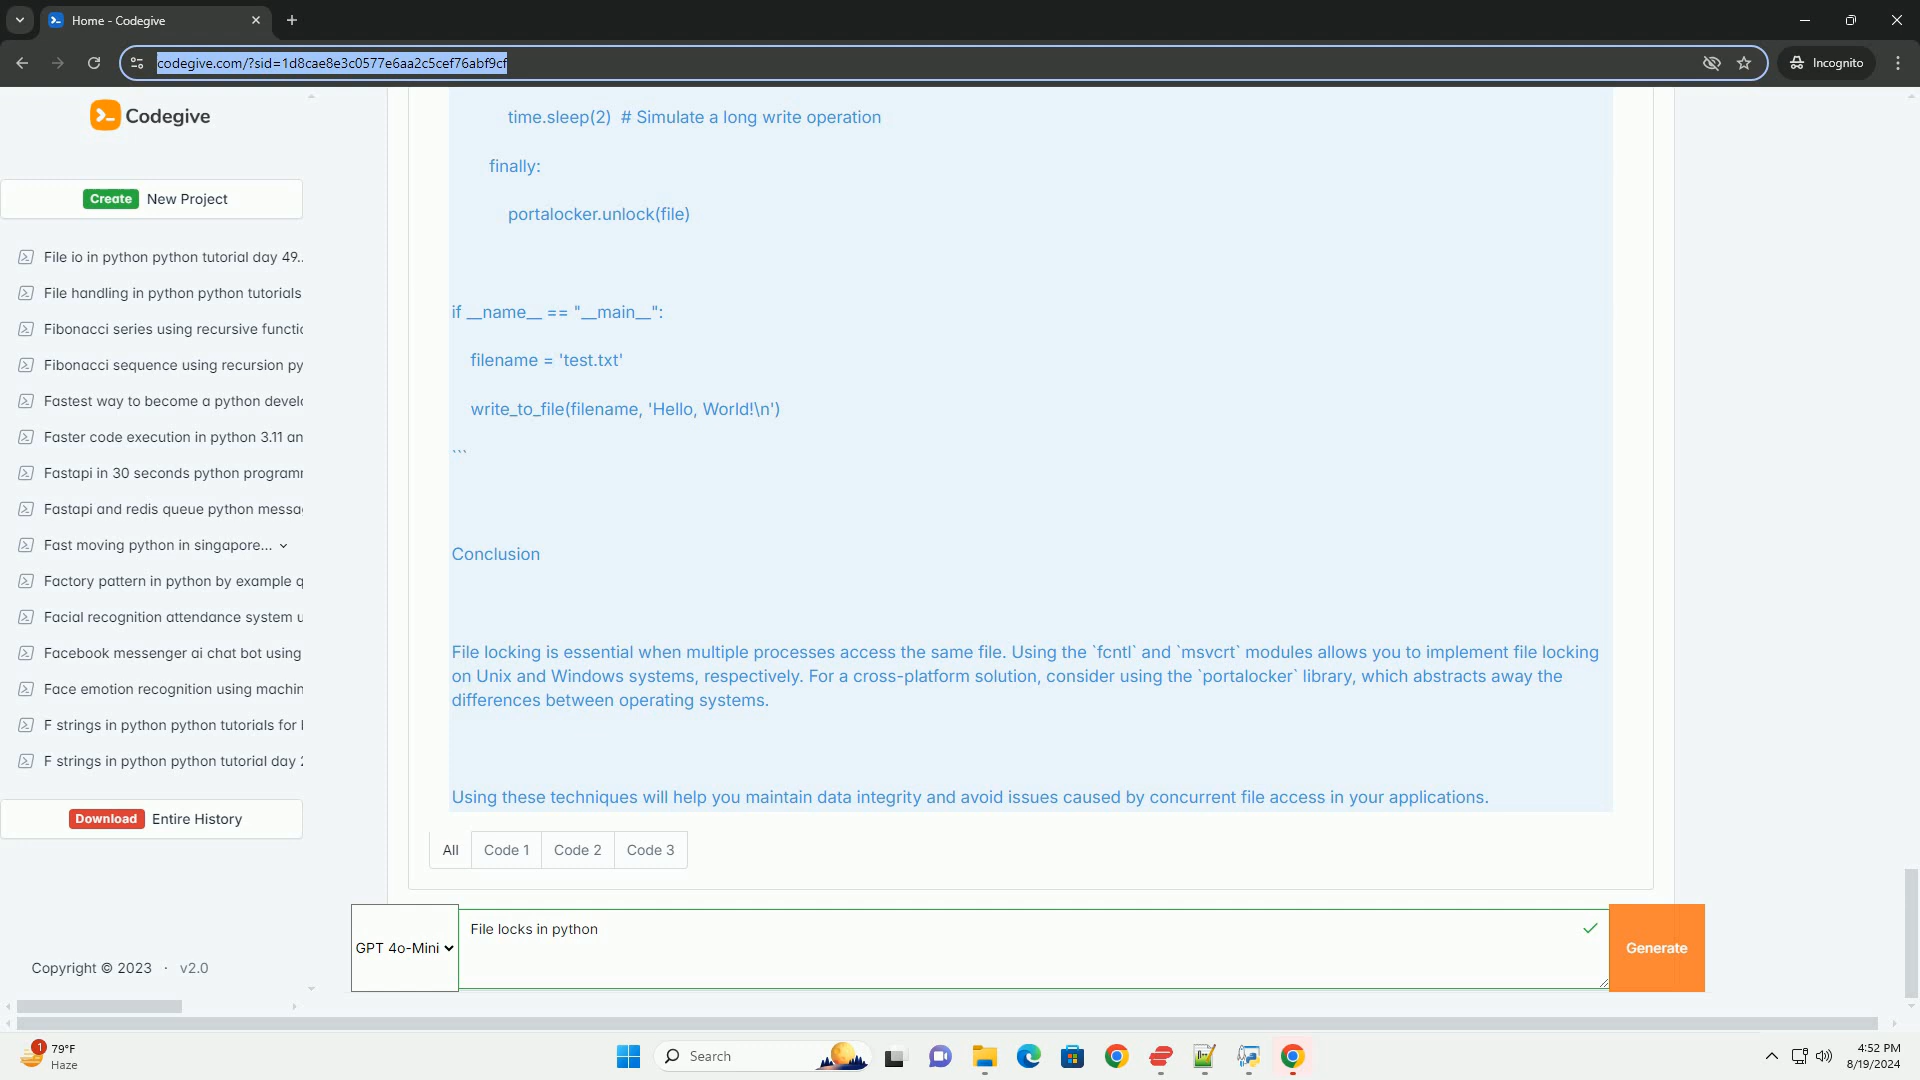 Home - Codegive
codegive.com/?sid=1d8cae8e3c0577e6aa2c5cef76abf9cf
Incognito
Codegive
Create New Project
File io in python python tutorial day 49..
File handling in python python tutorials
Fibonacci series using recursive functic
Fibonacci sequence using recursion py
Fastest way to become a python develo
Faster code execution in python 3.11 an
Fastapi in 30 seconds python programm
Fastapi and redis queue python messag
Fast moving python in singapore...
Factory pattern in python by example q
Facial recognition attendance system u
Facebook messenger ai chat bot using
Face emotion recognition using machin
F strings in python python tutorials for
F strings in python python tutorial day 2
Download Entire History
Copyright © 2023 · v2.0
time.sleep(2)  # Simulate a long write operation
finally:
portalocker.unlock(file)
if __name__ == "__main__":
filename = 'test.txt'
write_to_file(filename, 'Hello, World!\n')
```
Conclusion
File locking is essential when multiple processes access the same file. Using the `fcntl` and `msvcrt` modules allows you to implement file locking
on Unix and Windows systems, respectively. For a cross-platform solution, consider using the `portalocker` library, which abstracts away the
differences between operating systems.
Using these techniques will help you maintain data integrity and avoid issues caused by concurrent file access in your applications.
All Code 1 Code 2 Code 3
GPT 4o-Mini
File locks in python
Generate
1
79°F
Haze
Search
4:52 PM
8/19/2024